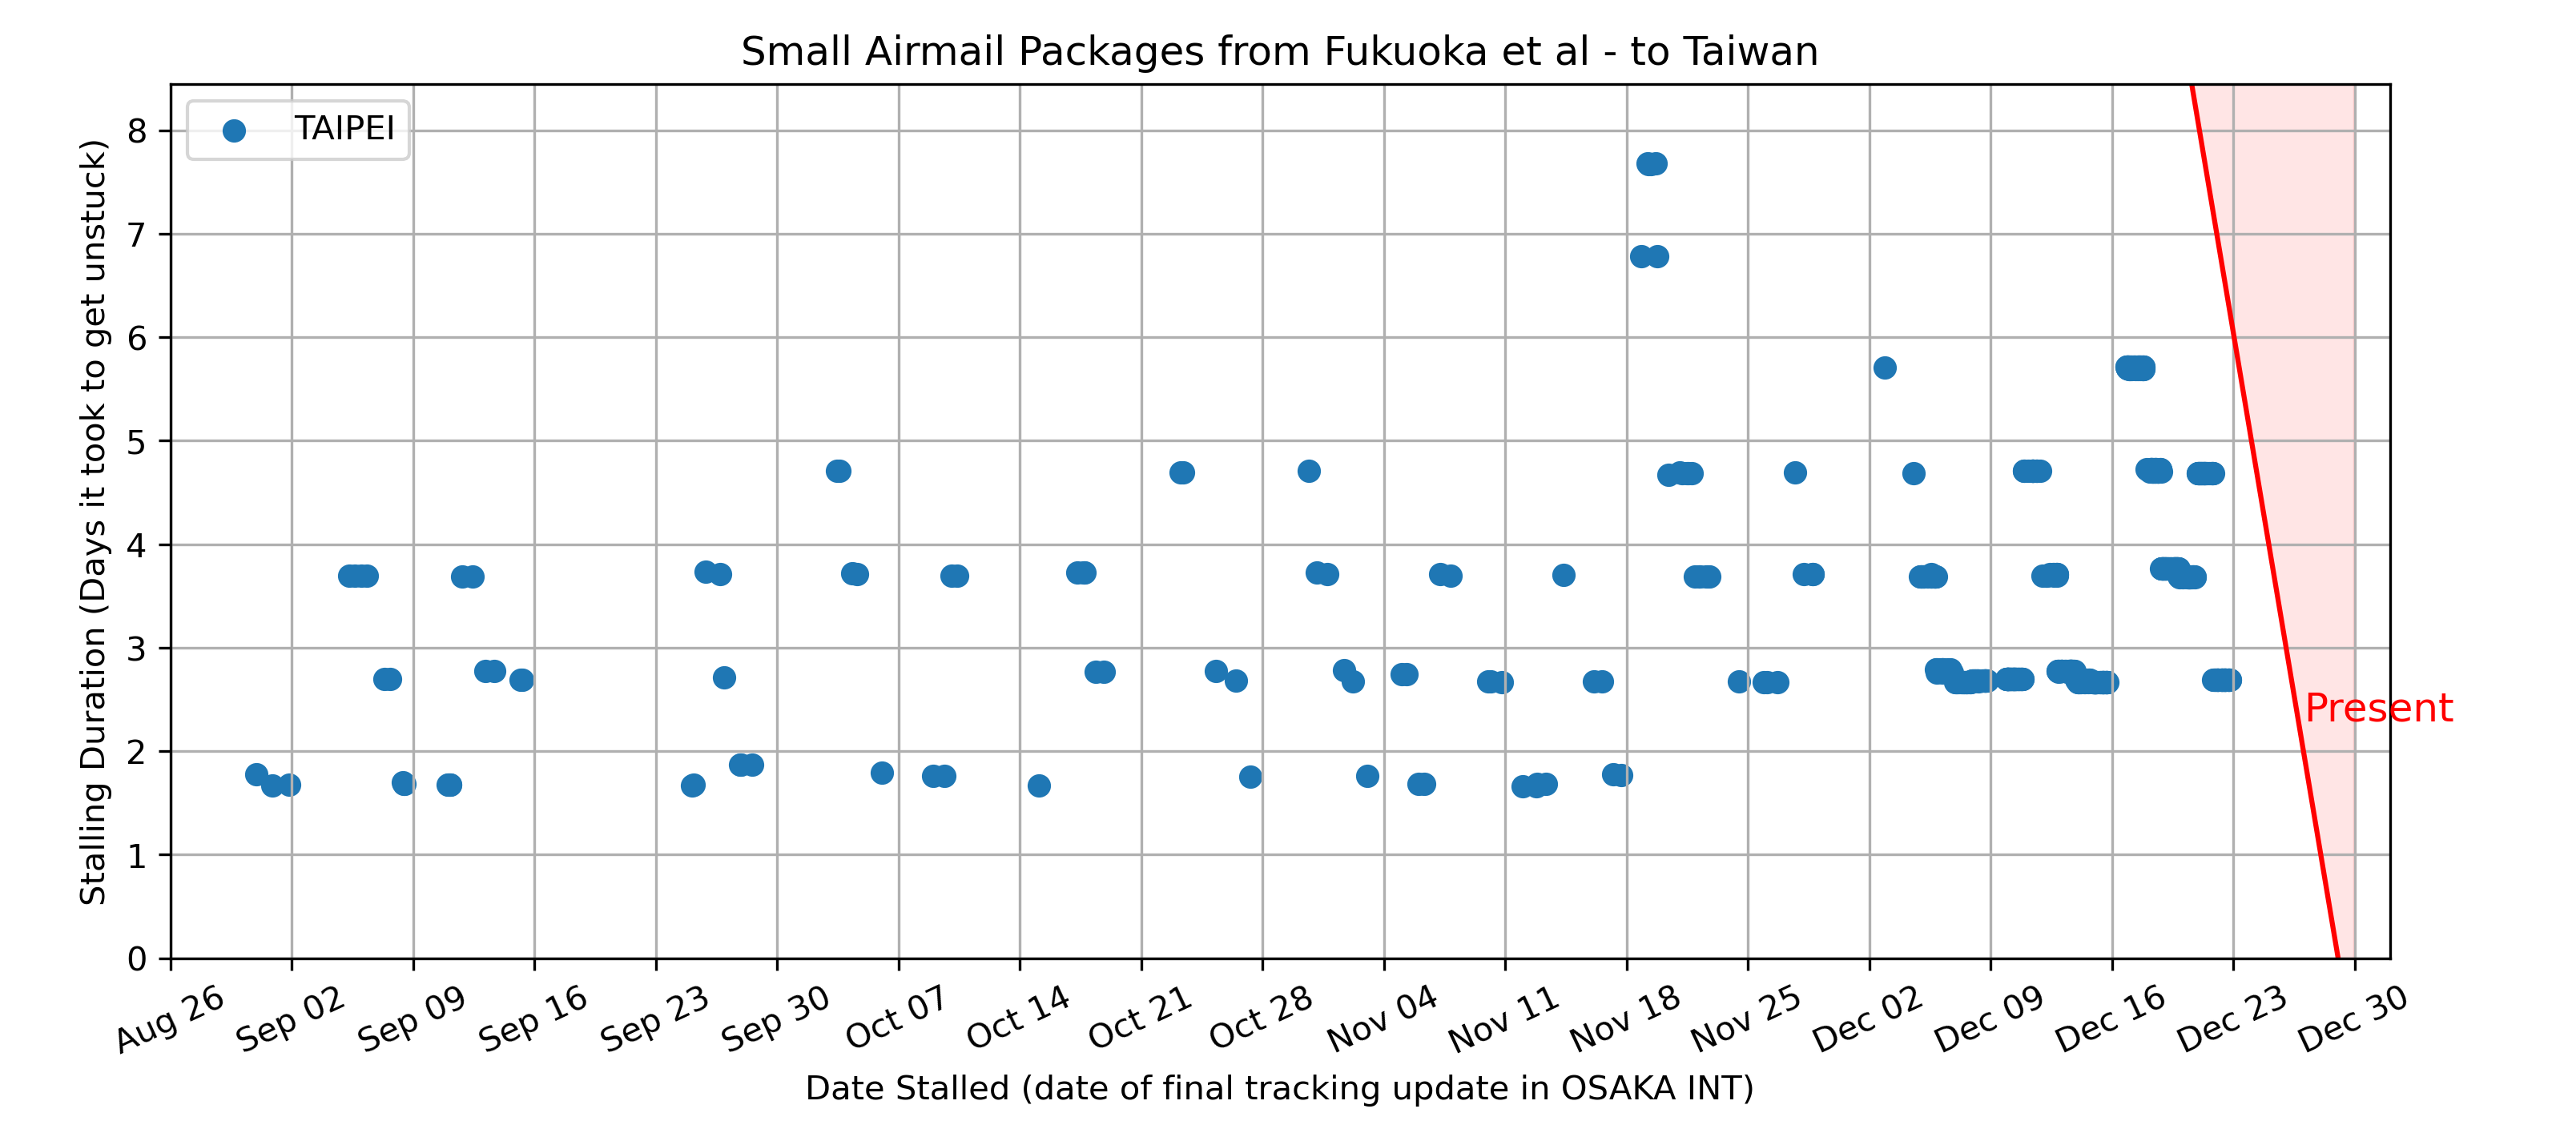 Small Airmail Packages from Fukuoka et al - to Taiwan
TAIPEI
Stalling Duration (Days it took to get unstuck)
8
7
6
5
4
3
2
1
0
Present
Aug 26
Sep 02
Sep 09
Sep 16
Sep 23
Sep 30
Oct 07
Oct 14
Oct 21
Oct 28
Nov 04
Nov 11
Nov 18
Nov 25
Dec 02
Dec 09
Dec 16
Dec 23
Dec 30
Date Stalled (date of final tracking update in OSAKA INT)